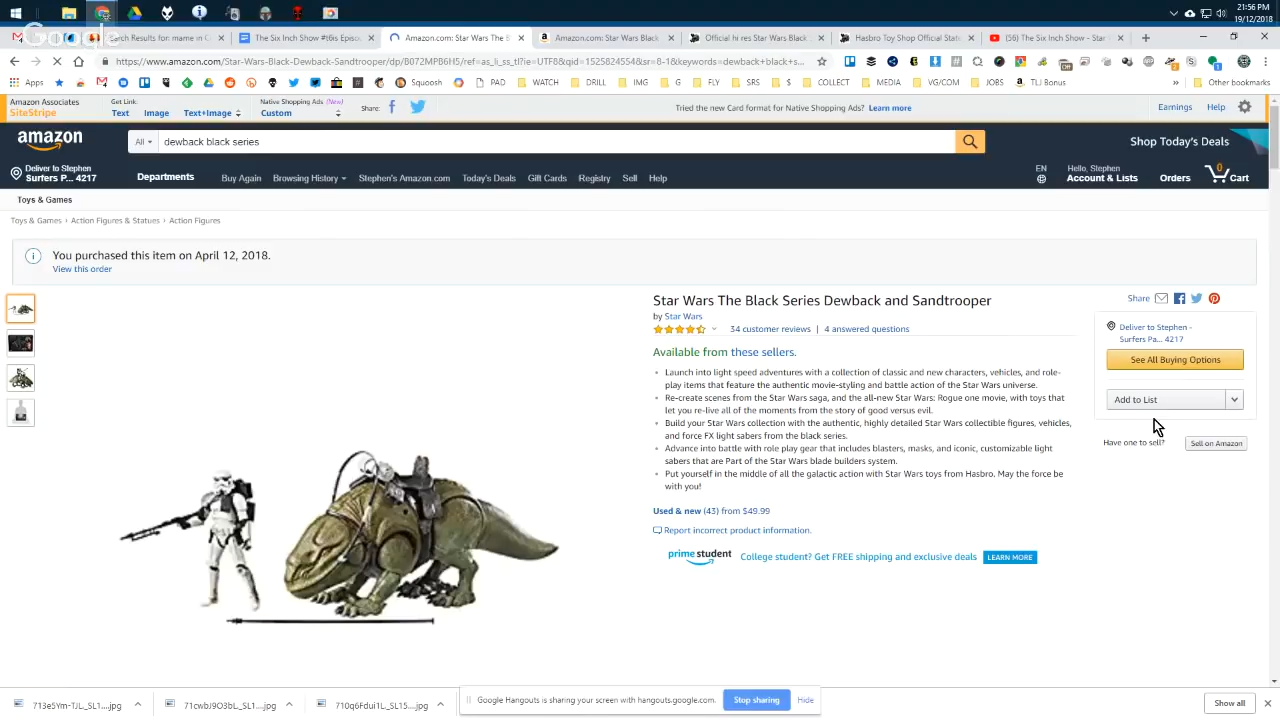 21:56 PM
19/12/2018
Google
Search Results for: mame in C
The Six Inch Show #t6is Episo
Amazon.com: Star Wars The B
Amazon.com: Star Wars Black
Official hi res Star Wars Black
Hasbro Toy Shop Official Stat
(56) The Six Inch Show - Star
https://www.amazon.com/Star-Wars-Black-Dewback-Sandtrooper/dp/B072MPB6H5/ref=as_li_ss_tl?ie=UTF8&qid=1525824554&sr=8-1&keywords=dewback+black+s...
Apps
Squoosh
PAD
WATCH
DRILL
IMG
G
FLY
SRS
$
COLLECT
MEDIA
VG/COM
JOBS
TLJ Bonus
»
Other bookmarks
Amazon Associates
SiteStripe
Get Link:
Text
Image
Text+Image
Native Shopping Ads (New)
Custom
Share:
Tried the new Card format for Native Shopping Ads? Learn more
Earnings
Help
amazon
All
dewback black series
Shop Today's Deals
Deliver to Stephen
Surfers P... 4217
Departments
Buy Again
Browsing History
Stephen's Amazon.com
Today's Deals
Gift Cards
Registry
Sell
Help
EN
Hello, Stephen
Account & Lists
Orders
0
Cart
Toys & Games
Toys & Games › Action Figures & Statues › Action Figures
You purchased this item on April 12, 2018.
View this order
Star Wars The Black Series Dewback and Sandtrooper
by Star Wars
34 customer reviews | 4 answered questions
Available from these sellers.
• Launch into light speed adventures with a collection of classic and new characters, vehicles, and role-
play items that feature the authentic movie-styling and battle action of the Star Wars universe.
• Re-create scenes from the Star Wars saga, and the all-new Star Wars: Rogue one movie, with toys that
let you re-live all of the moments from the story of good versus evil.
• Build your Star Wars collection with the authentic, highly detailed Star Wars collectible figures, vehicles,
and force FX light sabers from the black series.
• Advance into battle with role play gear that includes blasters, masks, and iconic, customizable light
sabers that are Part of the Star Wars blade builders system.
• Put yourself in the middle of all the galactic action with Star Wars toys from Hasbro. May the force be
with you!
Used & new (43) from $49.99
Report incorrect product information.
prime student
College student? Get FREE shipping and exclusive deals
LEARN MORE
Share
Deliver to Stephen -
Surfers Pa... 4217
See All Buying Options
Add to List
Have one to sell?
Sell on Amazon
71cwbJ9O3bL_SL1....jpg
710q6Fdui1L_SL15....jpg
Google Hangouts is sharing your screen with hangouts.google.com.
Stop sharing
Hide
Show all